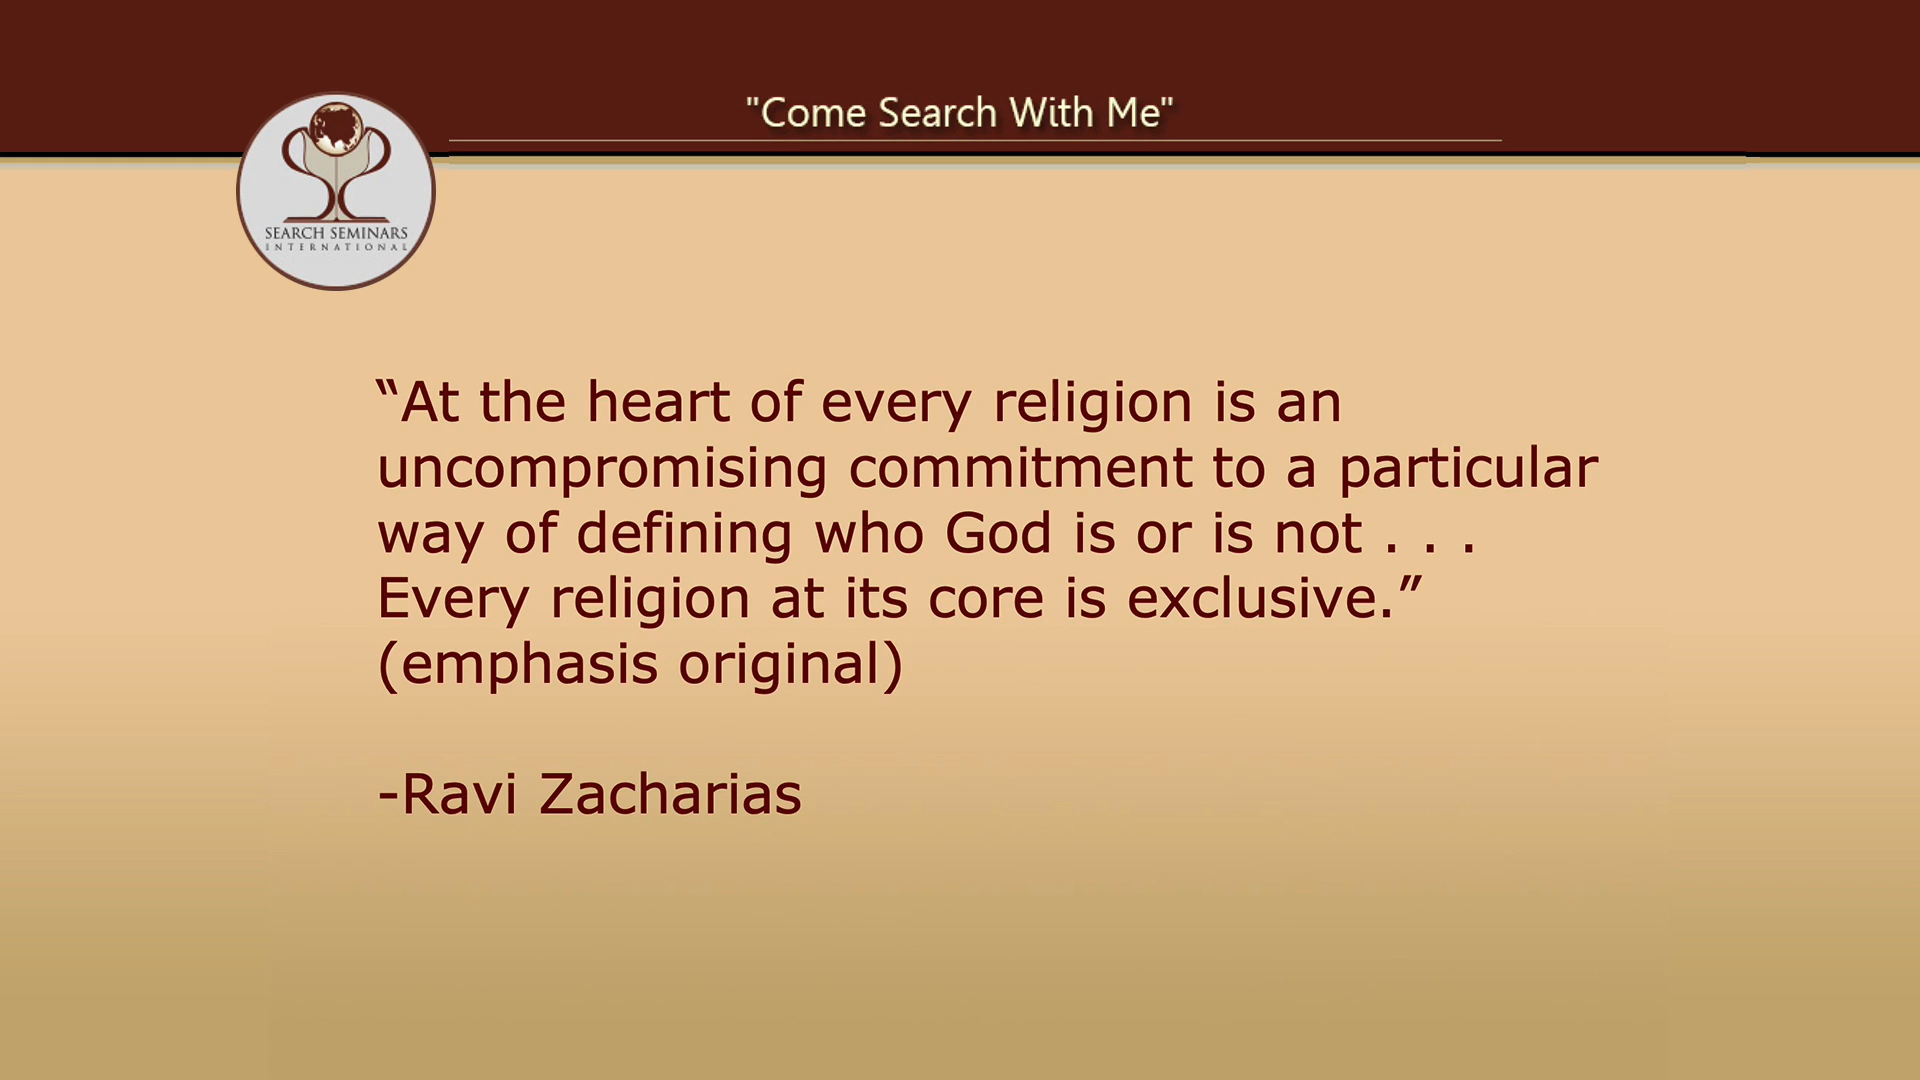 "Come Search With Me"
SEARCH SEMINARS
INTERNATIONAL
“At the heart of every religion is an
uncompromising commitment to a particular
way of defining who God is or is not . . .
Every religion at its core is exclusive.”
(emphasis original)
-Ravi Zacharias